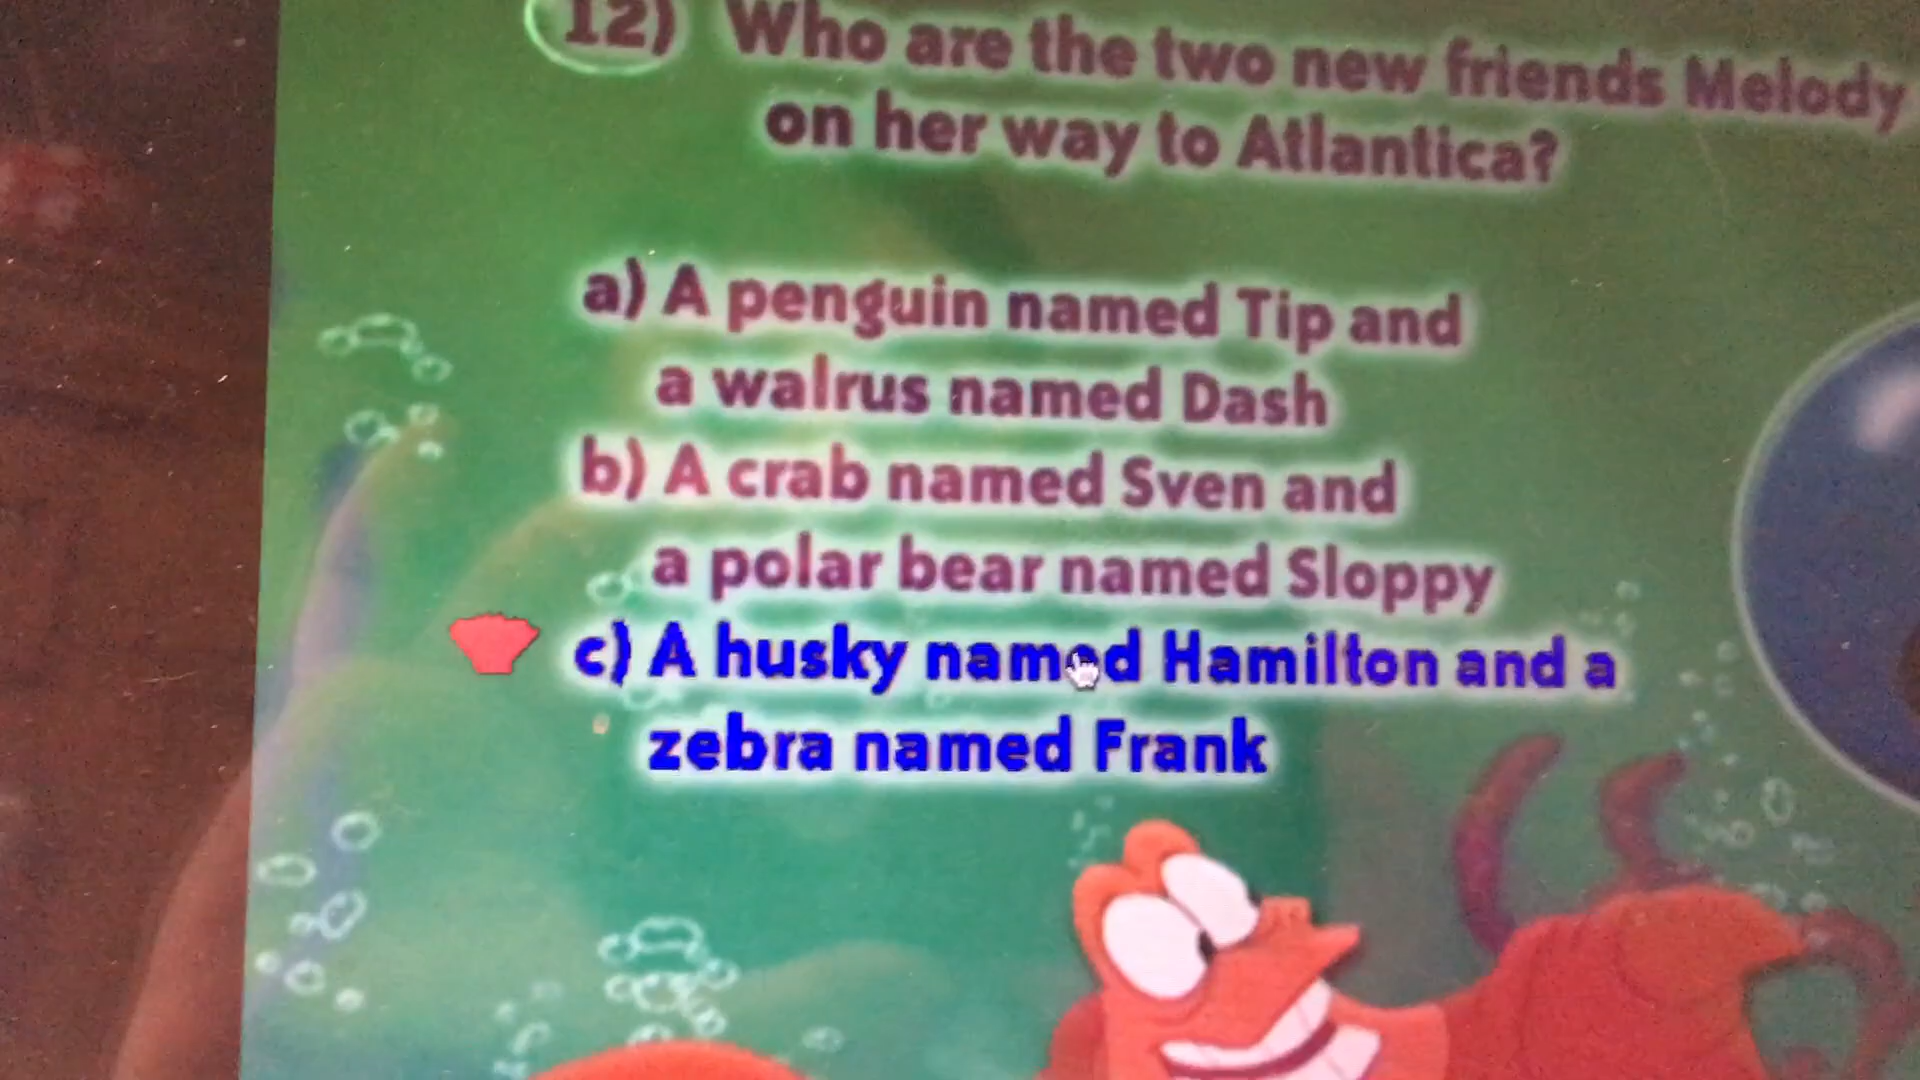 12) Who are the two new friends Melody
on her way to Atlantica?
a) A penguin named Tip and
a walrus named Dash
b) A crab named Sven and
a polar bear named Sloppy
c) A husky named Hamilton and a
zebra named Frank